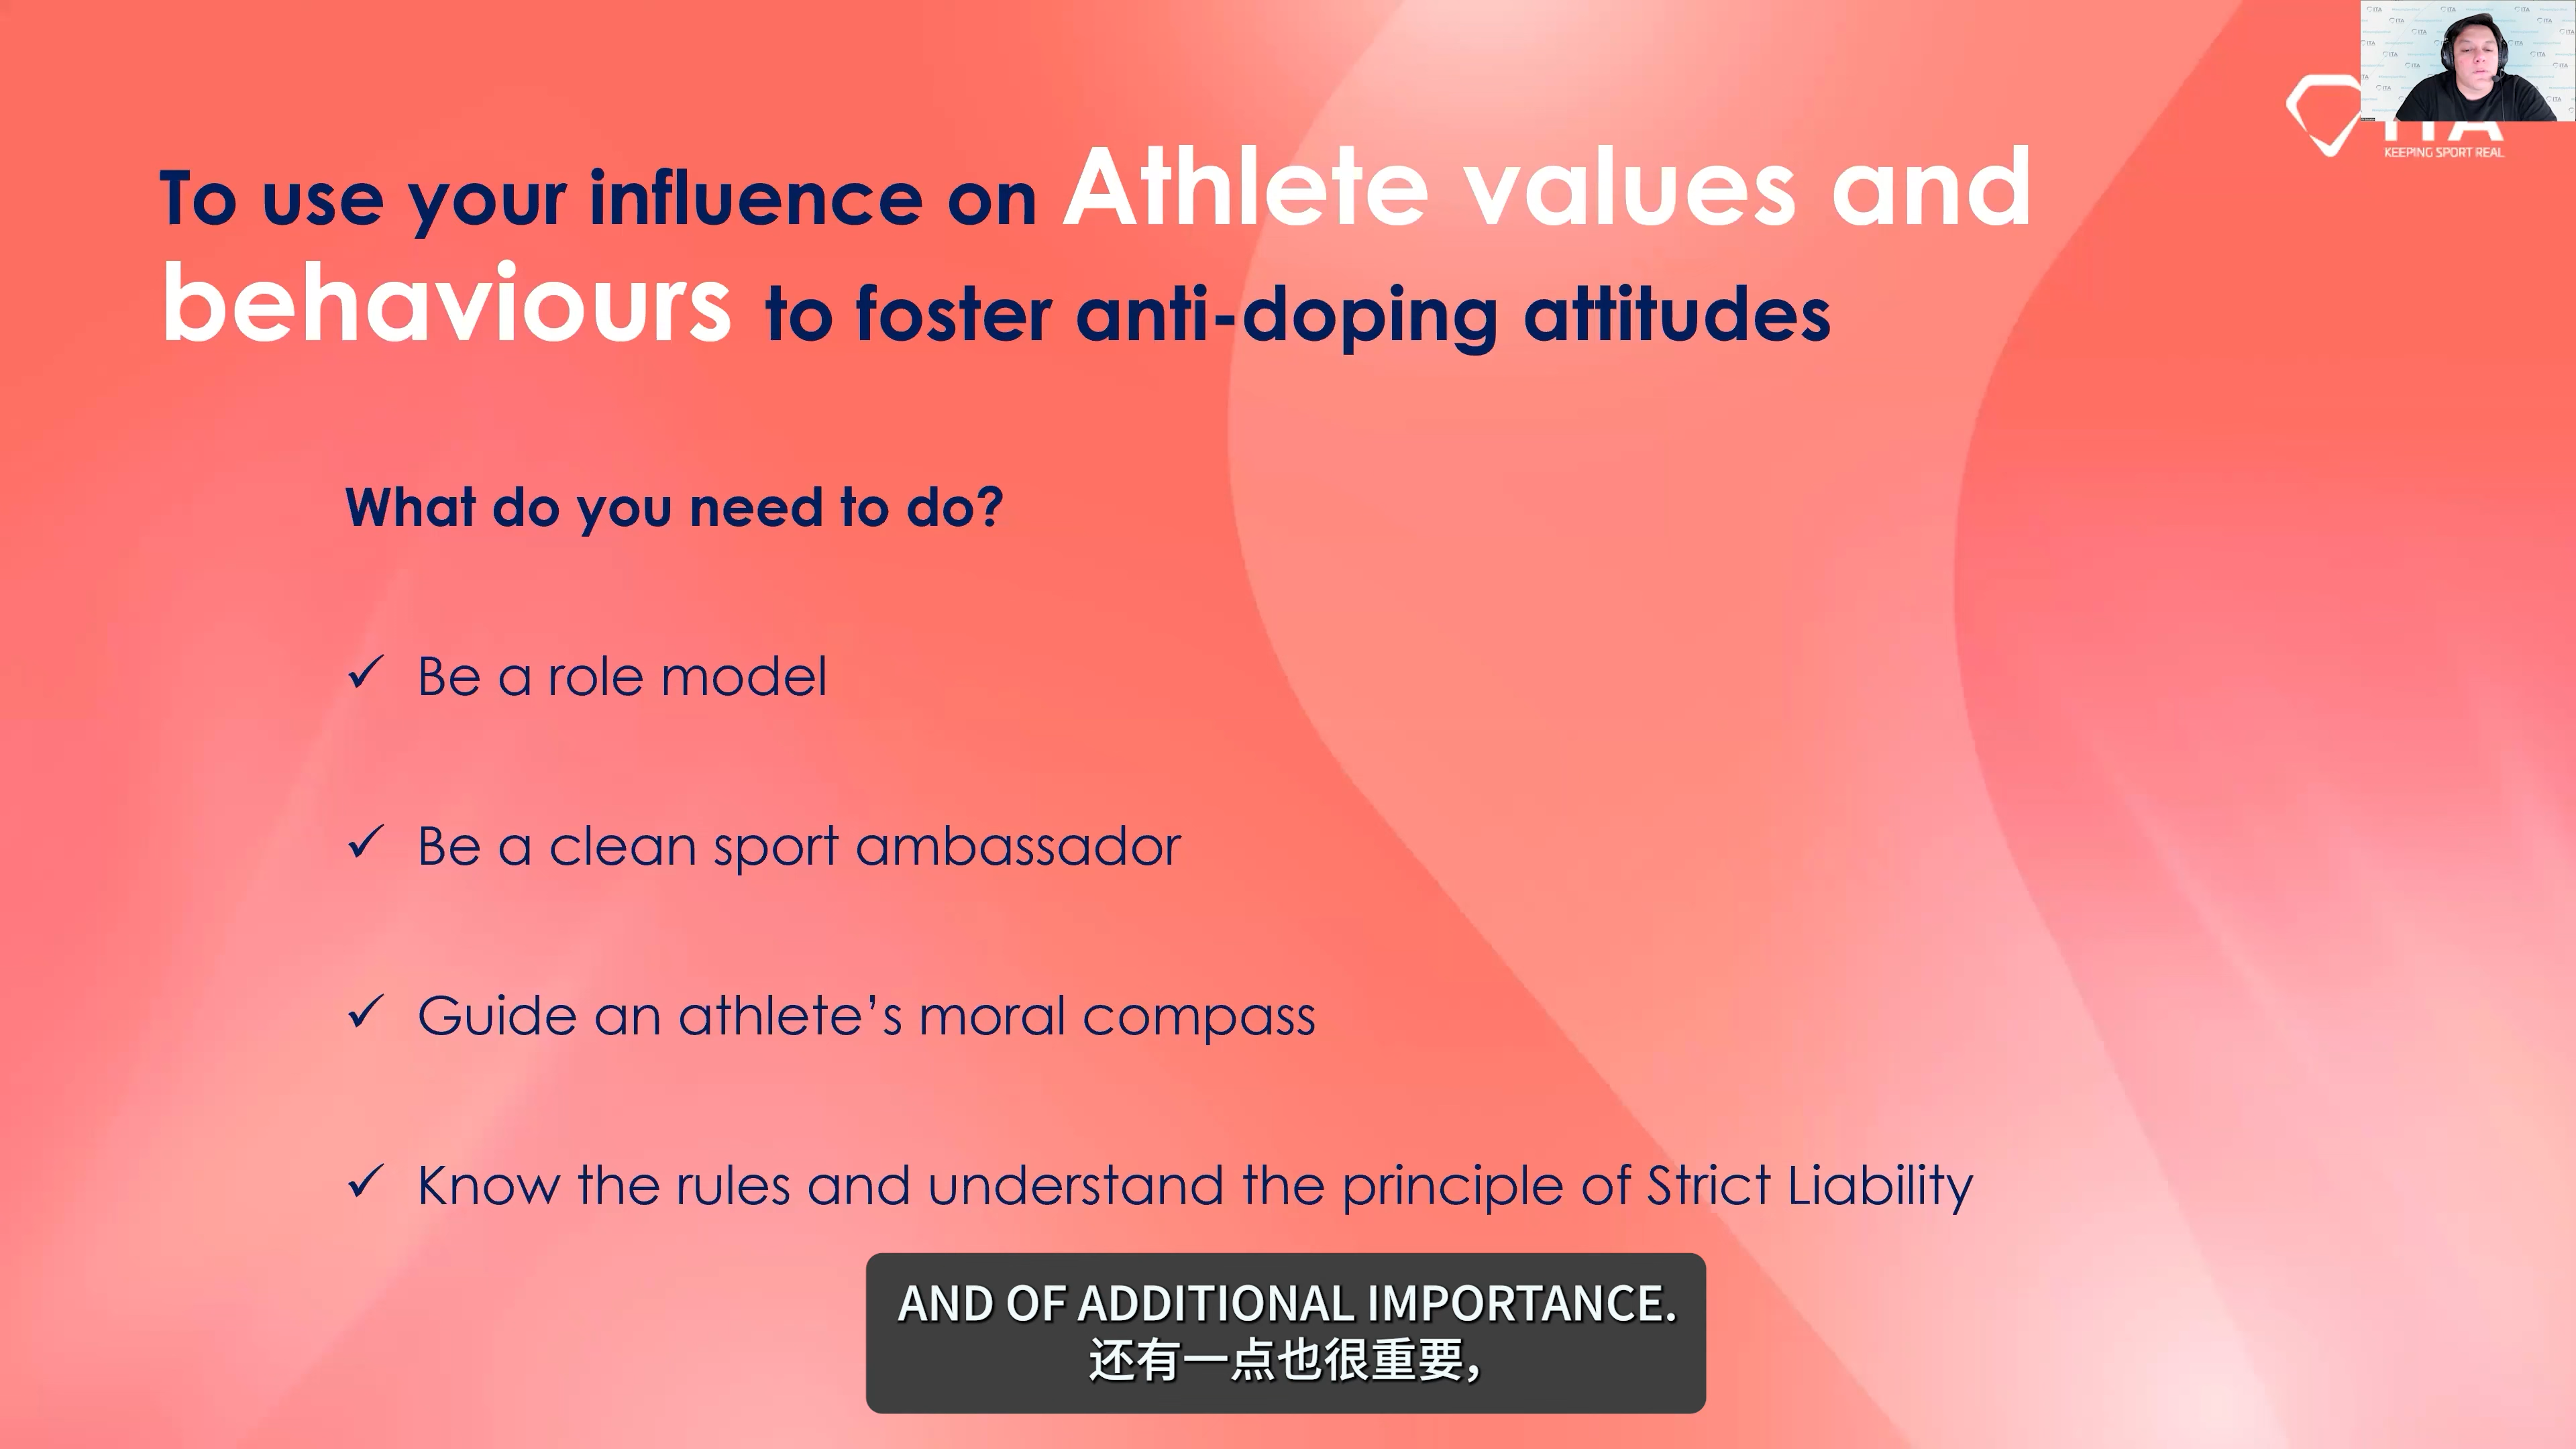 To use your influence on Athlete values and
behaviours to foster anti-doping attitudes
KEEPING SPORT REAL
What do you need to do?
✓ Be a role model
✓ Be a clean sport ambassador
✓ Guide an athlete’s moral compass
✓ Know the rules and understand the principle of Strict Liability
AND OF ADDITIONAL IMPORTANCE.
还有一点也很重要，